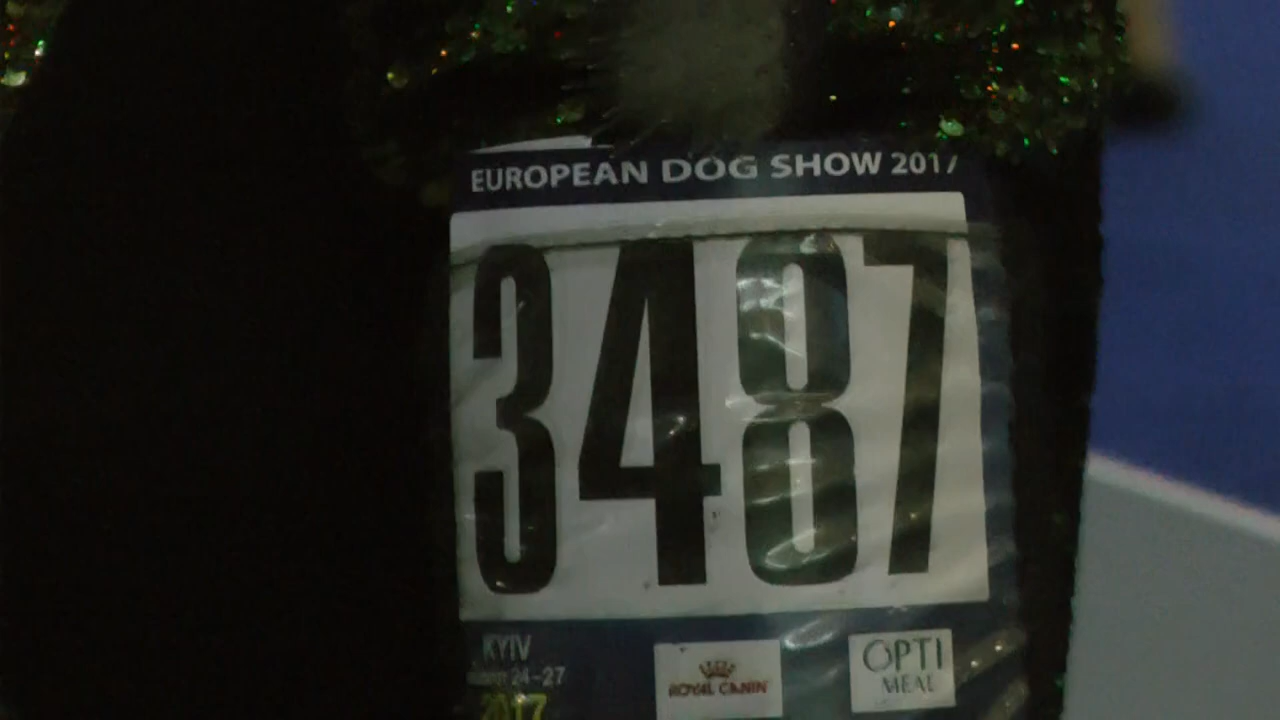 EUROPEAN DOG SHOW 2017
3487
KYIV
24-27
2017
ROYAL CANIN
OPTI
MEAL